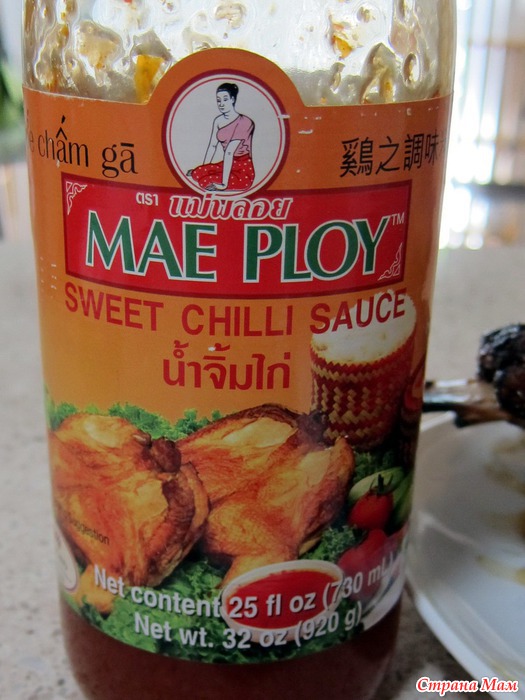 chấm gà
鷄之調味
ตรา แม่พลอย
MAE PLOY™
SWEET CHILLI SAUCE
น้ำจิ้มไก่
Net content 25 fl oz (730 mL)
Net wt. 32 oz (920 g)
Страна Мам